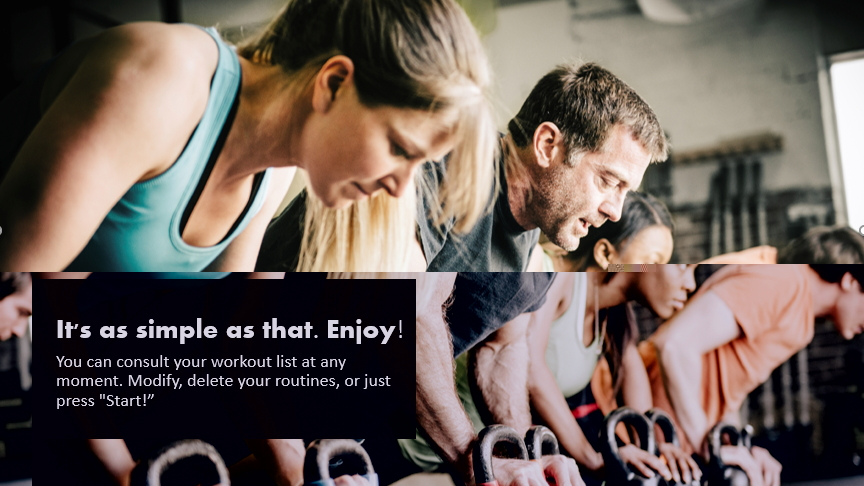 It's as simple as that. Enjoy!
You can consult your workout list at any
moment. Modify, delete your routines, or just
press "Start!”